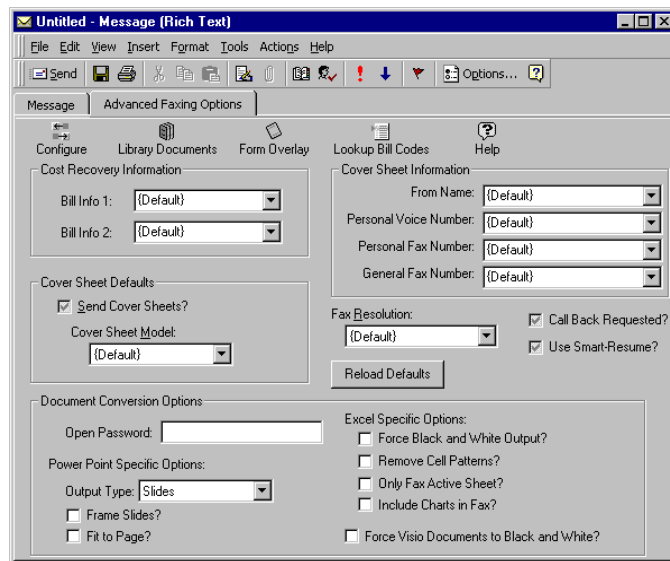 Untitled - Message (Rich Text)
File Edit View Insert Format Tools Actions Help
Send Options...
Message Advanced Faxing Options
Configure Library Documents Form Overlay Lookup Bill Codes Help
Cost Recovery Information
Bill Info 1: {Default}
Bill Info 2: {Default}
Cover Sheet Information
From Name: {Default}
Personal Voice Number: {Default}
Personal Fax Number: {Default}
General Fax Number: {Default}
Cover Sheet Defaults
Send Cover Sheets?
Cover Sheet Model:
{Default}
Fax Resolution:
{Default}
Call Back Requested?
Use Smart-Resume?
Reload Defaults
Document Conversion Options
Open Password:
Power Point Specific Options:
Output Type: Slides
Frame Slides?
Fit to Page?
Excel Specific Options:
Force Black and White Output?
Remove Cell Patterns?
Only Fax Active Sheet?
Include Charts in Fax?
Force Visio Documents to Black and White?